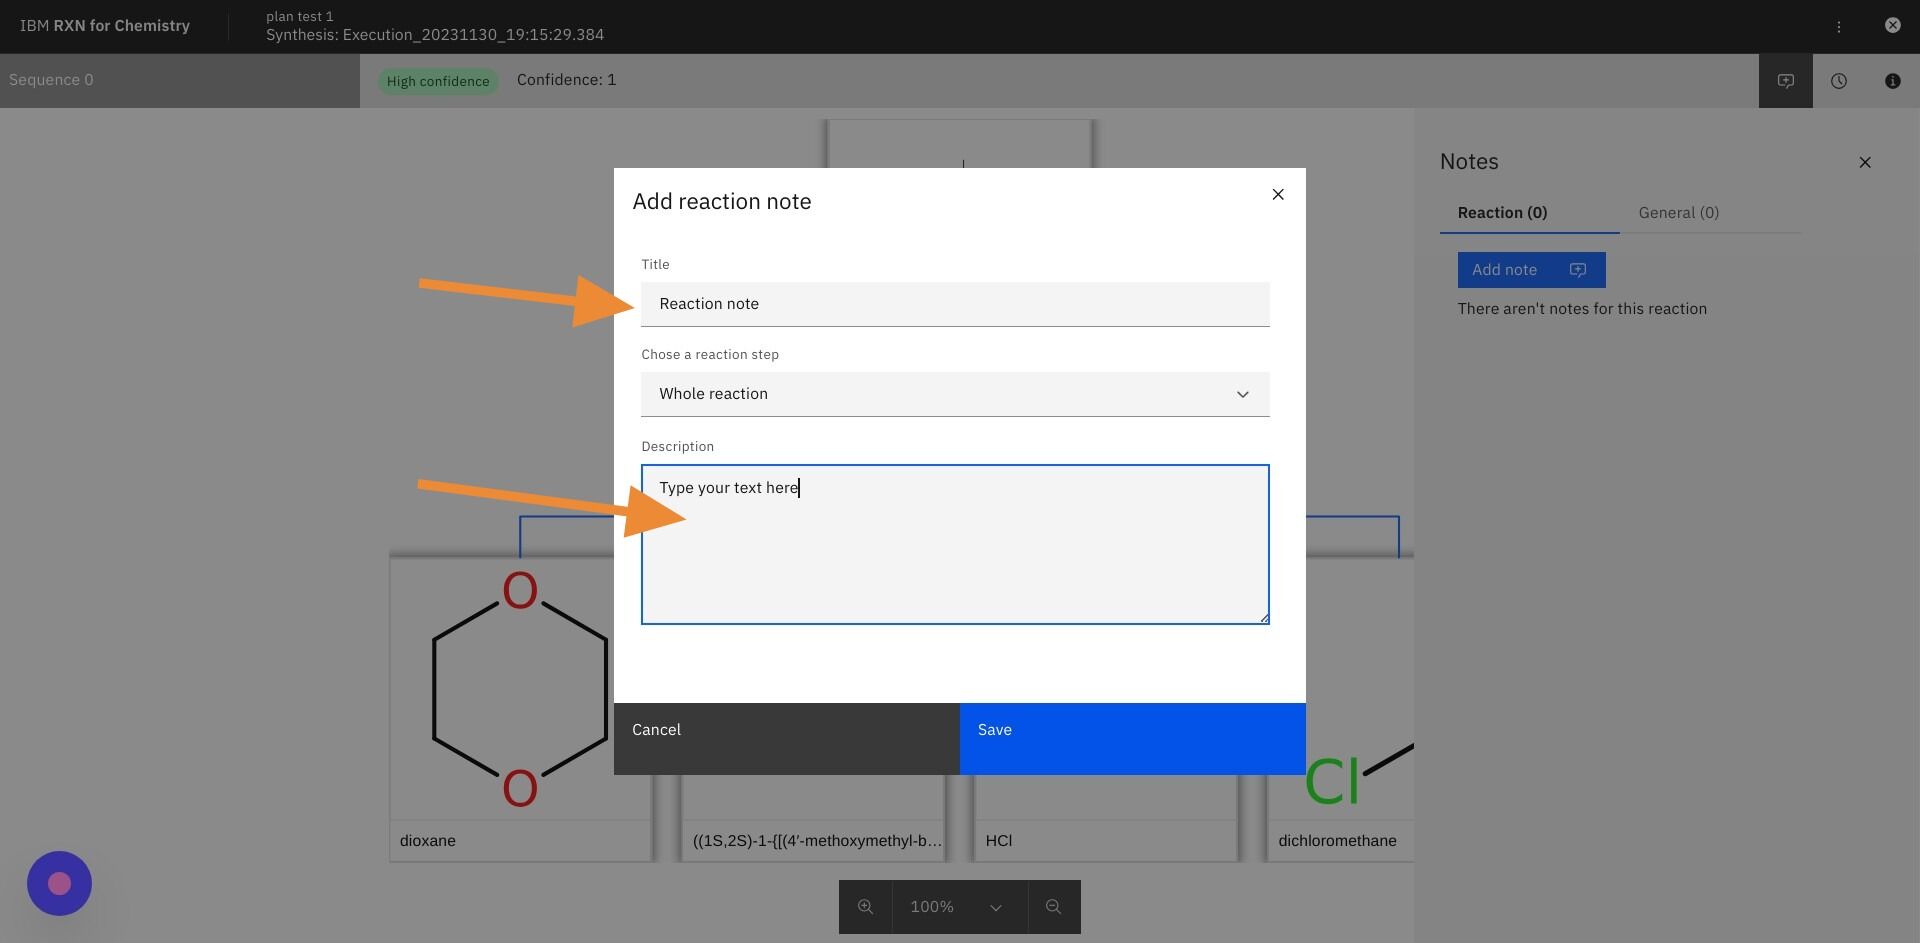 IBM RXN for Chemistry
plan test 1
Synthesis: Execution_20231130_19:15:29.384
Sequence 0
High confidence
Confidence: 1
Notes
Reaction (0)
General (0)
Add note
There aren't notes for this reaction
Add reaction note
Title
Reaction note
Chose a reaction step
Whole reaction
Description
Type your text here
Cancel
Save
O
O
Cl
dioxane
((1S,2S)-1-{[(4'-methoxymethyl-b...
HCl
dichloromethane
100%